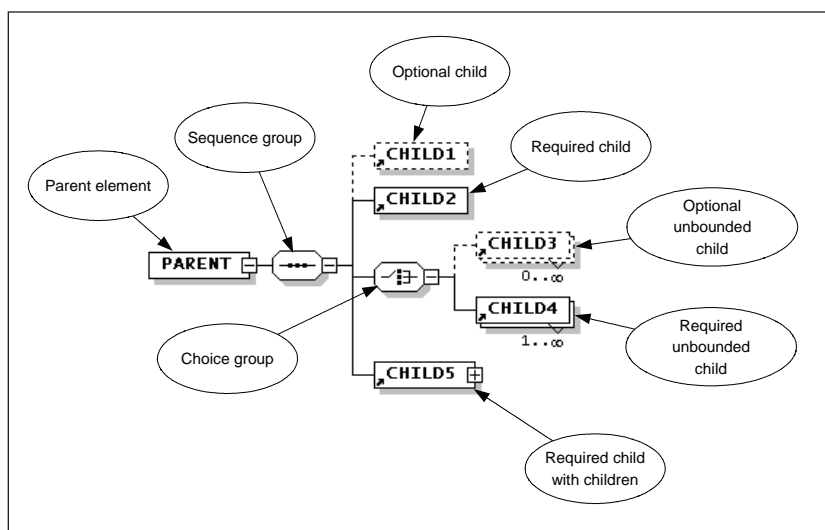 Optional child
Sequence group
Required child
Parent element
CHILD1
CHILD2
Optional
unbounded
child
CHILD3
0..∞
PARENT
CHILD4
1..∞
Required
unbounded
child
Choice group
CHILD5
Required child
with children